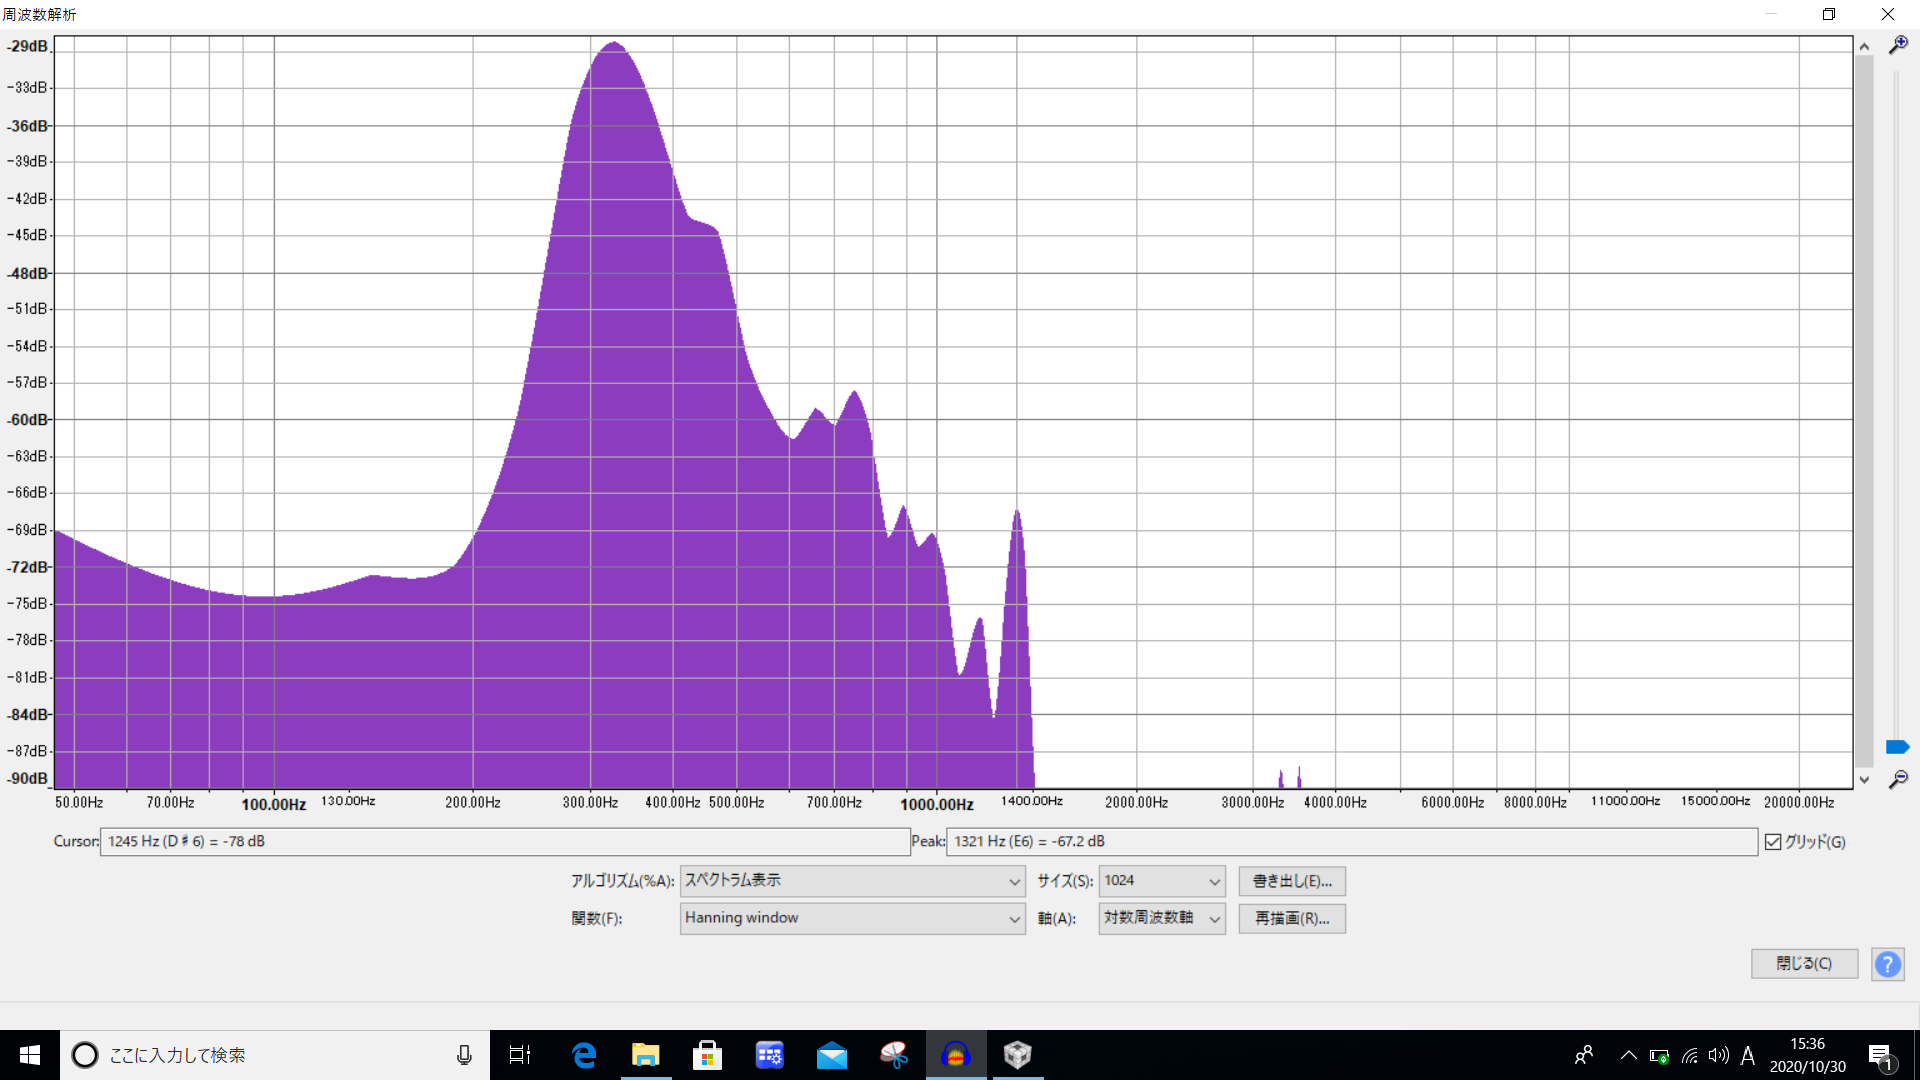 周波数解析
-29dB
-33dB
-36dB
-39dB
-42dB
-45dB
-48dB
-51dB
-54dB
-57dB
-60dB
-63dB
-66dB
-69dB
-72dB
-75dB
-78dB
-81dB
-84dB
-87dB
-90dB
50.00Hz 70.00Hz 100.00Hz 130.00Hz 200.00Hz 300.00Hz 400.00Hz 500.00Hz 700.00Hz 1000.00Hz 1400.00Hz 2000.00Hz 3000.00Hz 4000.00Hz 6000.00Hz 8000.00Hz 11000.00Hz 15000.00Hz 20000.00Hz
Cursor: 1245 Hz (D♯6) = -78 dB Peak: 1321 Hz (E6) = -67.2 dB グリッド(G)
アルゴリズム(%A): スペクトラム表示 サイズ(S): 1024 書き出し(E)...
関数(F): Hanning window 軸(A): 対数周波数軸 再描画(R)...
閉じる(C) ?
ここに入力して検索
A 15:36
2020/10/30
1